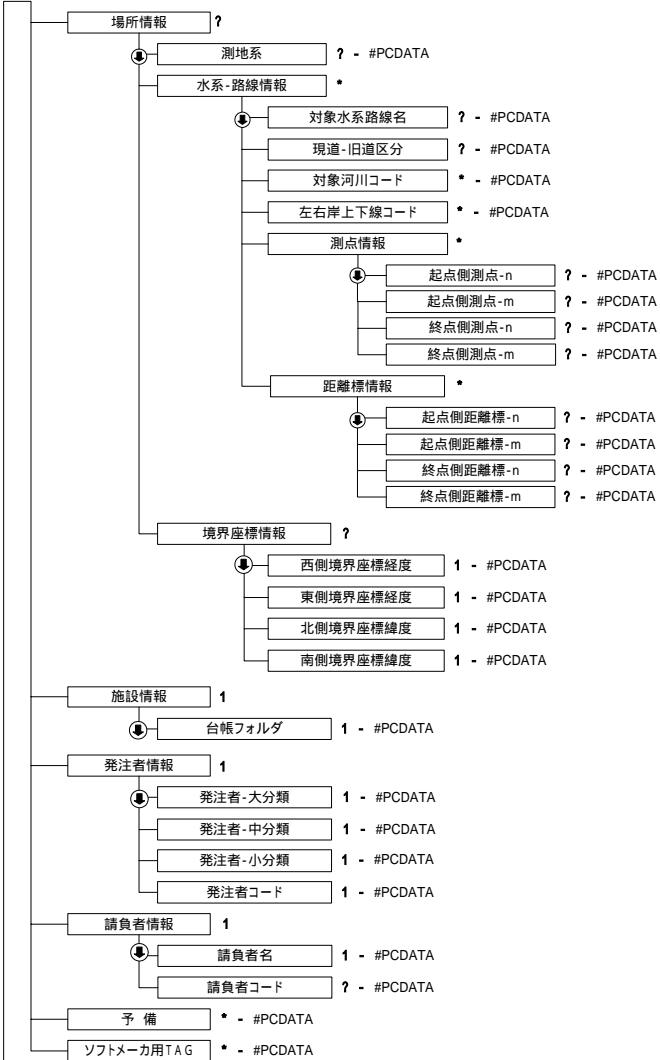 場所情報 ?
測地系 ? - #PCDATA
水系-路線情報 *
対象水系路線名 ? - #PCDATA
現道-旧道区分 ? - #PCDATA
対象河川コード * - #PCDATA
左右岸上下線コード * - #PCDATA
測点情報 *
起点側測点-n ? - #PCDATA
起点側測点-m ? - #PCDATA
終点側測点-n ? - #PCDATA
終点側測点-m ? - #PCDATA
距離標情報 *
起点側距離標-n ? - #PCDATA
起点側距離標-m ? - #PCDATA
終点側距離標-n ? - #PCDATA
終点側距離標-m ? - #PCDATA
境界座標情報 ?
西側境界座標経度 1 - #PCDATA
東側境界座標経度 1 - #PCDATA
北側境界座標緯度 1 - #PCDATA
南側境界座標緯度 1 - #PCDATA
施設情報 1
台帳フォルダ 1 - #PCDATA
発注者情報 1
発注者-大分類 1 - #PCDATA
発注者-中分類 1 - #PCDATA
発注者-小分類 1 - #PCDATA
発注者コード 1 - #PCDATA
請負者情報 1
請負者名 1 - #PCDATA
請負者コード ? - #PCDATA
予 備 * - #PCDATA
ソフトメーカ用TAG * - #PCDATA